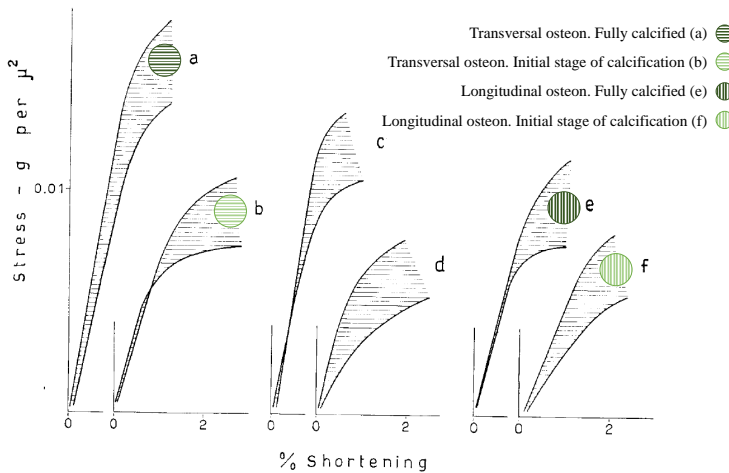 Transversal osteon. Fully calcified (a)
Transversal osteon. Initial stage of calcification (b)
Longitudinal osteon. Fully calcified (e)
Longitudinal osteon. Initial stage of calcification (f)
a
b
c
d
e
f
Stress - g per µ²
0.01
0 0 2 0 0 2 0 0 2
% Shortening